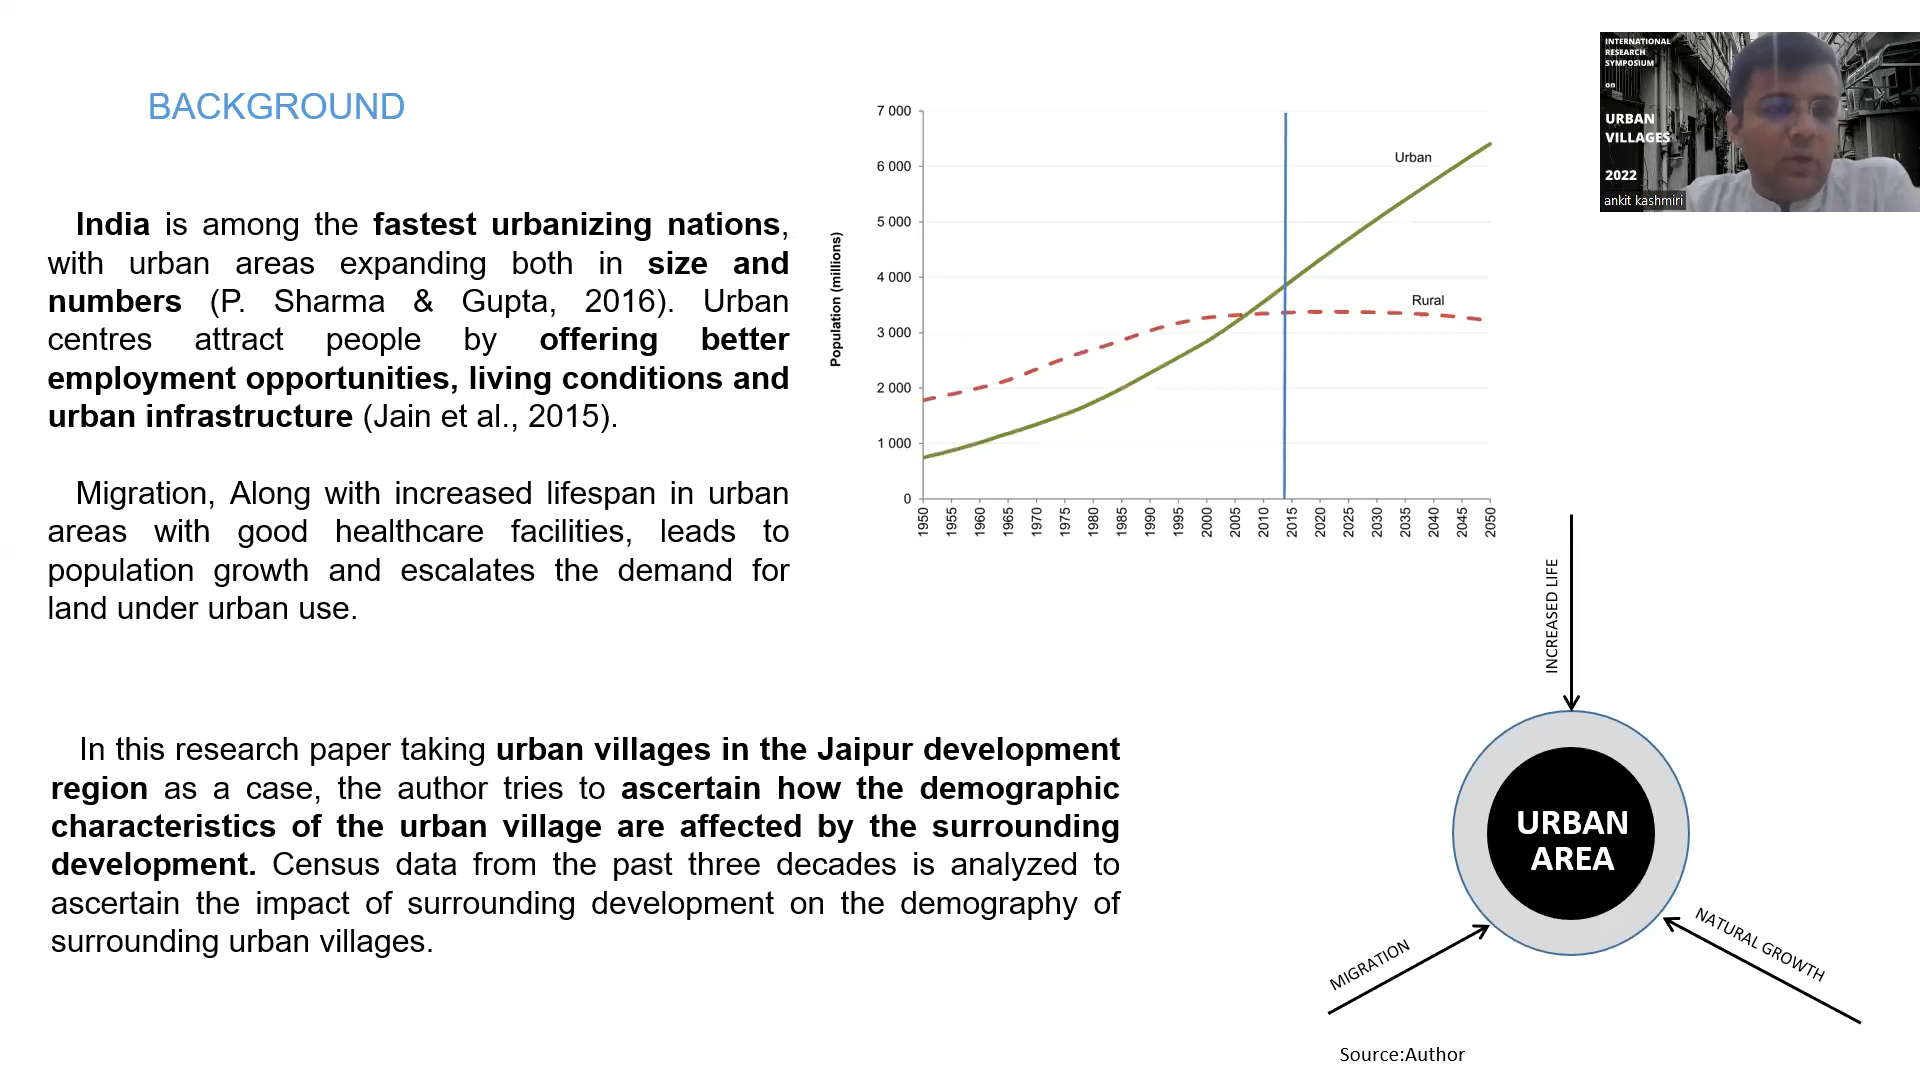 BACKGROUND
India is among the fastest urbanizing nations,
with urban areas expanding both in size and
numbers (P. Sharma & Gupta, 2016). Urban
centres attract people by offering better
employment opportunities, living conditions and
urban infrastructure (Jain et al., 2015).
Migration, Along with increased lifespan in urban
areas with good healthcare facilities, leads to
population growth and escalates the demand for
land under urban use.
In this research paper taking urban villages in the Jaipur development
region as a case, the author tries to ascertain how the demographic
characteristics of the urban village are affected by the surrounding
development. Census data from the past three decades is analyzed to
ascertain the impact of surrounding development on the demography of
surrounding urban villages.
Population (millions)
7 000
6 000
5 000
4 000
3 000
2 000
1 000
0
Urban
Rural
1950
1955
1960
1965
1970
1975
1980
1985
1990
1995
2000
2005
2010
2015
2020
2025
2030
2035
2040
2045
2050
INTERNATIONAL
RESEARCH
SYMPOSIUM
on
URBAN
VILLAGES
2022
ankit kashmiri
INCREASED LIFE
URBAN
AREA
MIGRATION
NATURAL GROWTH
Source:Author